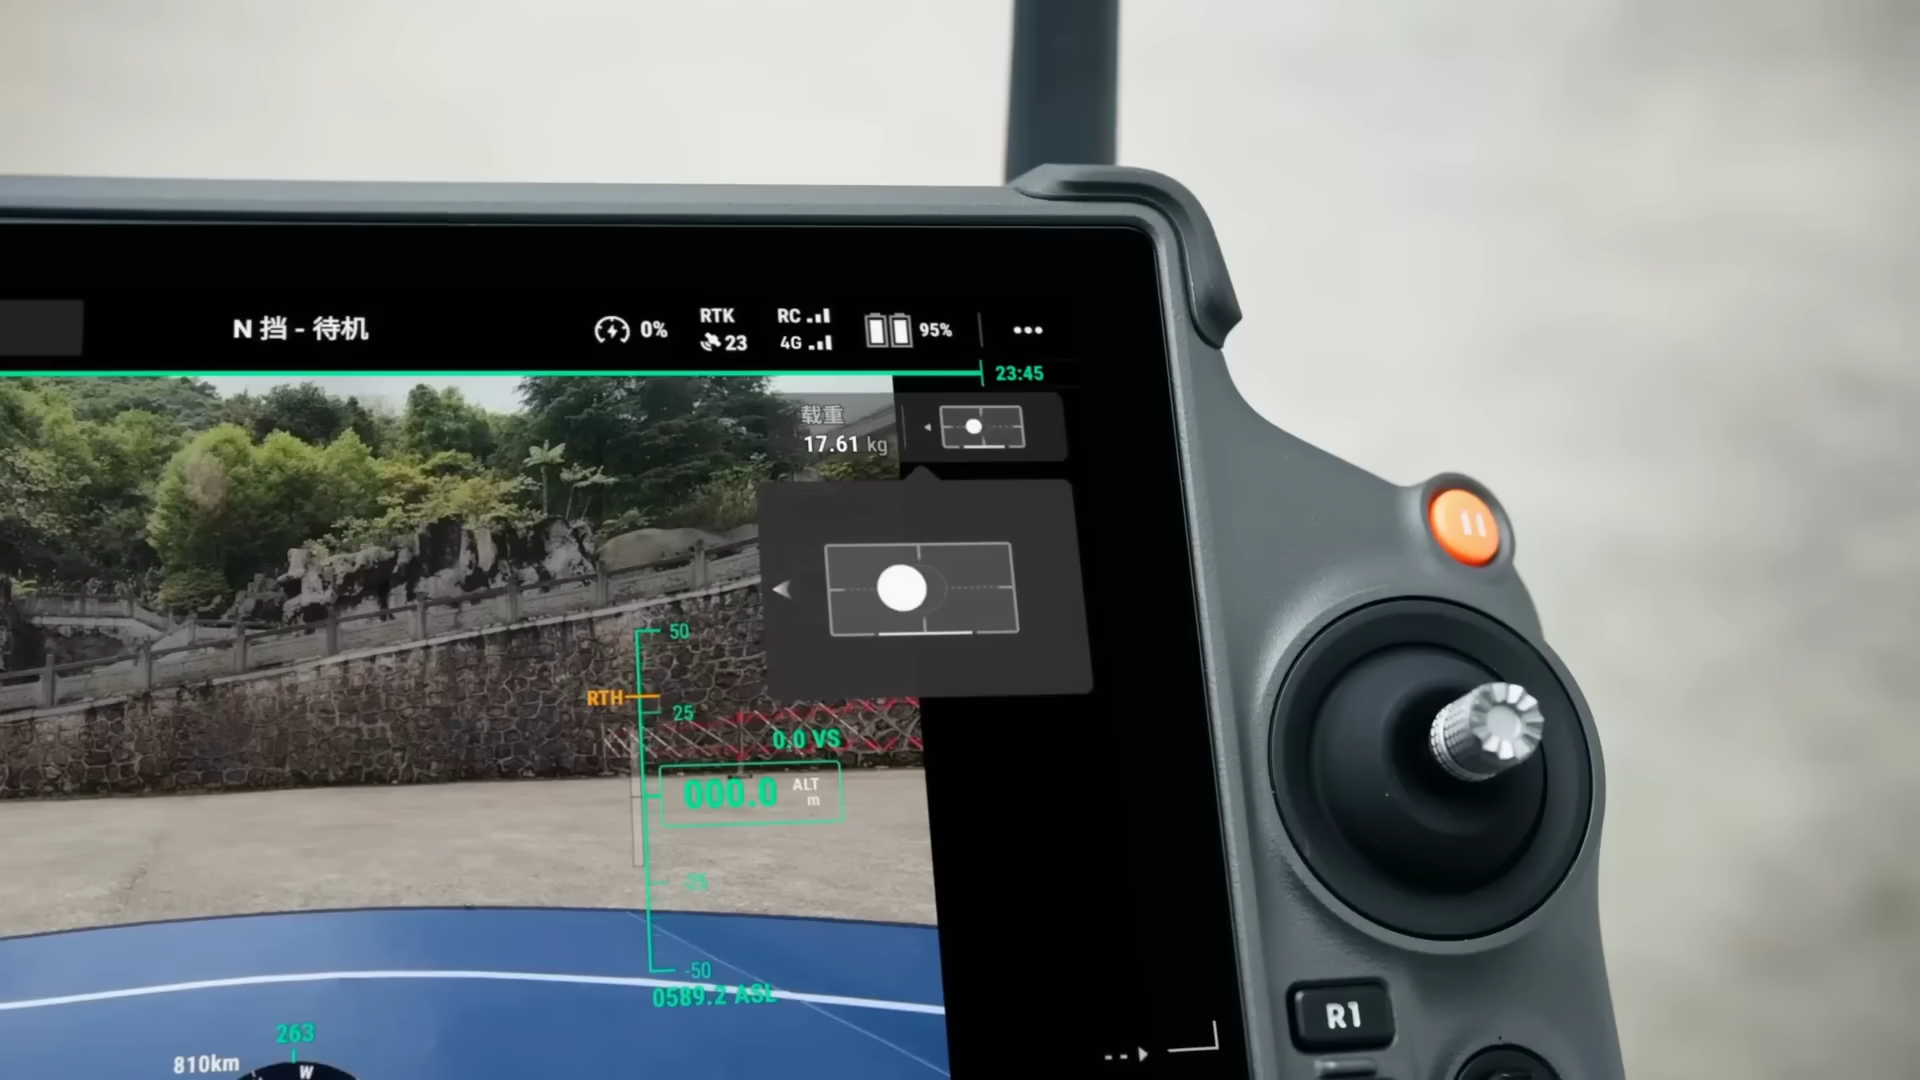 N 挡 - 待机
0%
RTK
23
RC
4G
95%
23:45
载重
17.61 kg
50
RTH
25
0.0 VS
000.0 ALT
m
-25
-50
0589.2 ASL
263
810km
W
R1